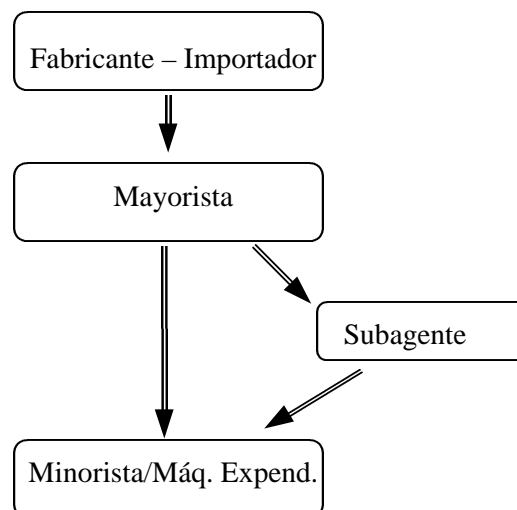 Fabricante – Importador
Mayorista
Subagente
Minorista/Máq. Expend.